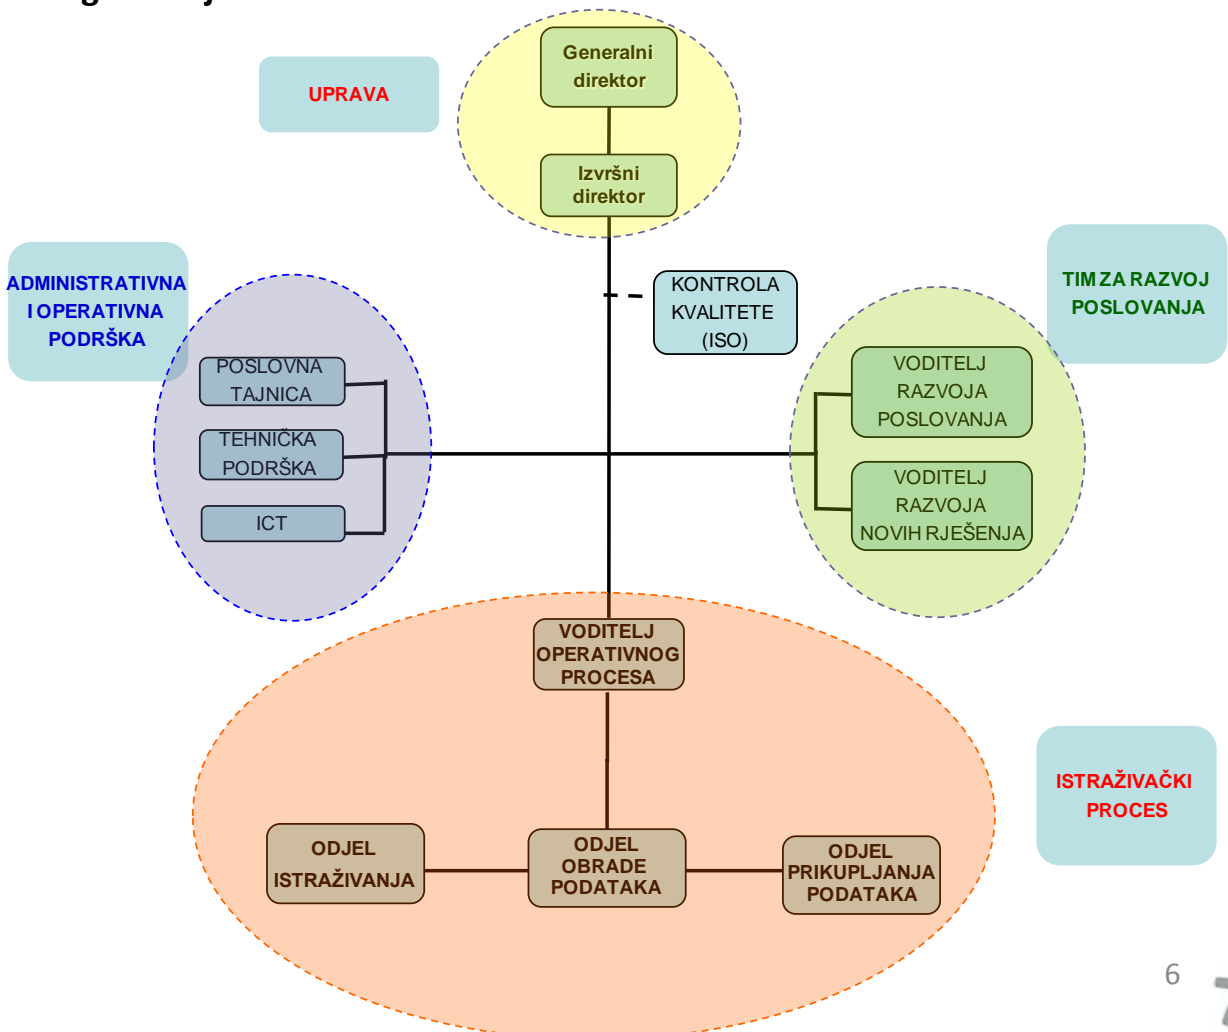 Generalni
direktor
UPRAVA
Izvršni
direktor
ADMINISTRATIVNA
I OPERATIVNA
PODRŠKA
KONTROLA
KVALITETE
(ISO)
TIM ZA RAZVOJ
POSLOVANJA
POSLOVNA
TAJNICA
TEHNIČKA
PODRŠKA
ICT
VODITELJ
RAZVOJA
POSLOVANJA
VODITELJ
RAZVOJA
NOVIH RJEŠENJA
VODITELJ
OPERATIVNOG
PROCESA
ISTRAŽIVAČKI
PROCES
ODJEL
ISTRAŽIVANJA
ODJEL
OBRADE
PODATAKA
ODJEL
PRIKUPLJANJA
PODATAKA
6